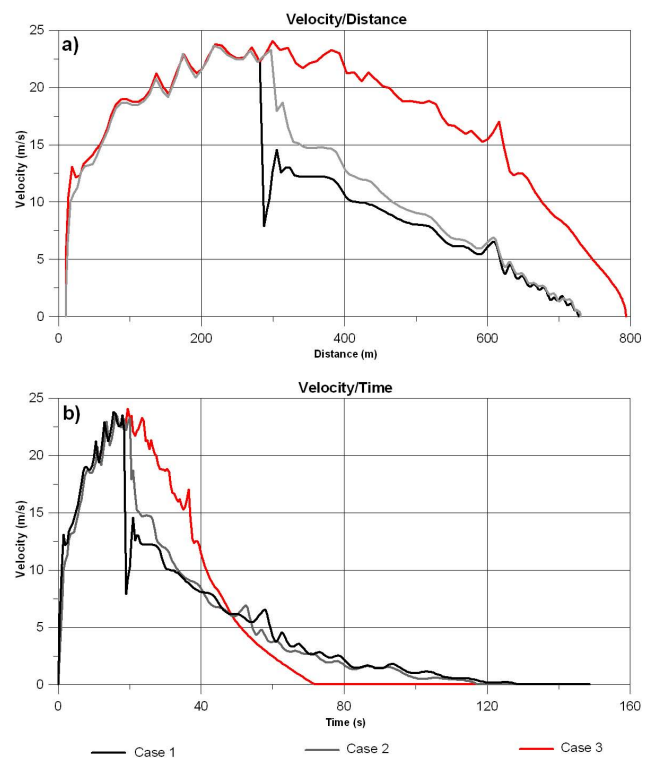 Velocity/Distance
a)
25
20
15
10
5
0
Velocity (m/s)
0 200 400 600 800
Distance (m)
Velocity/Time
b)
25
20
15
10
5
0
Velocity (m/s)
0 40 80 120 160
Time (s)
Case 1 Case 2 Case 3